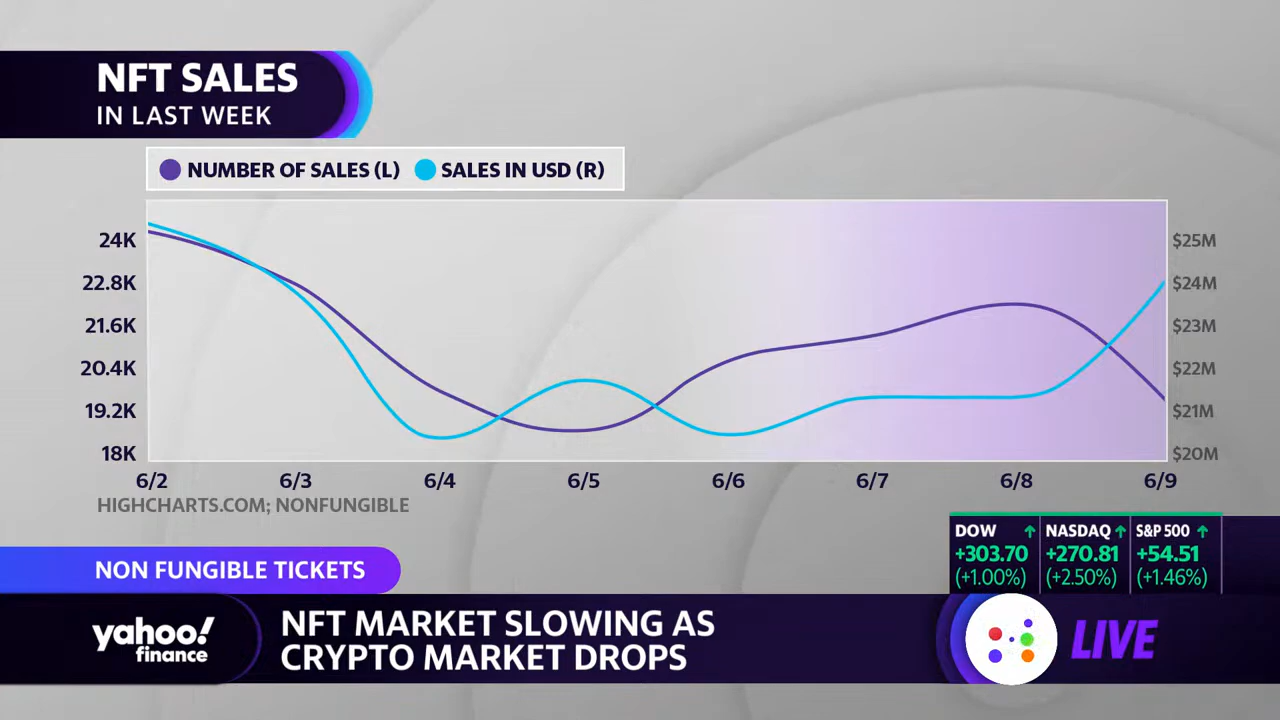 NFT SALES
IN LAST WEEK
NUMBER OF SALES (L) SALES IN USD (R)
24K
22.8K
21.6K
20.4K
19.2K
18K
$25M
$24M
$23M
$22M
$21M
$20M
6/2 6/3 6/4 6/5 6/6 6/7 6/8 6/9
HIGHCHARTS.COM; NONFUNGIBLE
DOW NASDAQ S&P 500
+303.70 +270.81 +54.51
(+1.00%) (+2.50%) (+1.46%)
NON FUNGIBLE TICKETS
yahoo!
finance
NFT MARKET SLOWING AS
CRYPTO MARKET DROPS
LIVE